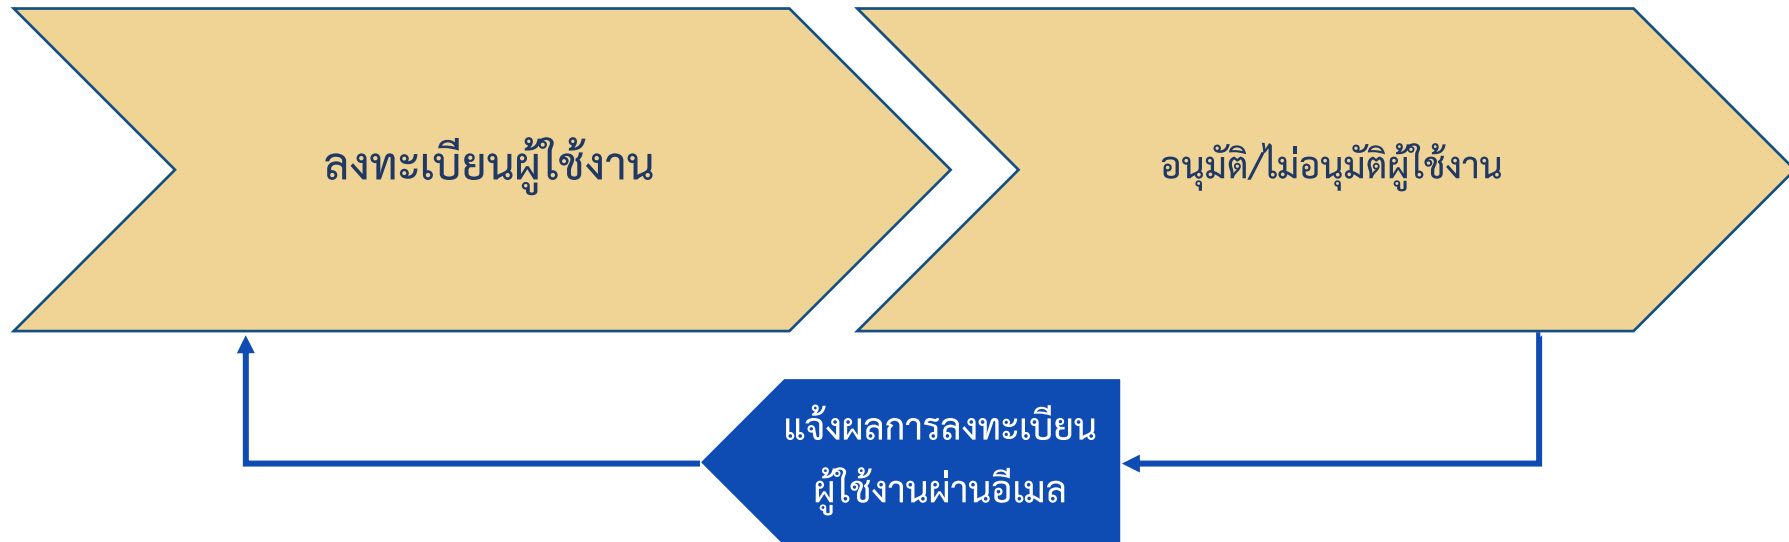 ลงทะเบียนผู้ใช้งาน
อนุมัติ/ไม่อนุมัติผู้ใช้งาน
แจ้งผลการลงทะเบียน
ผู้ใช้งานผ่านอีเมล